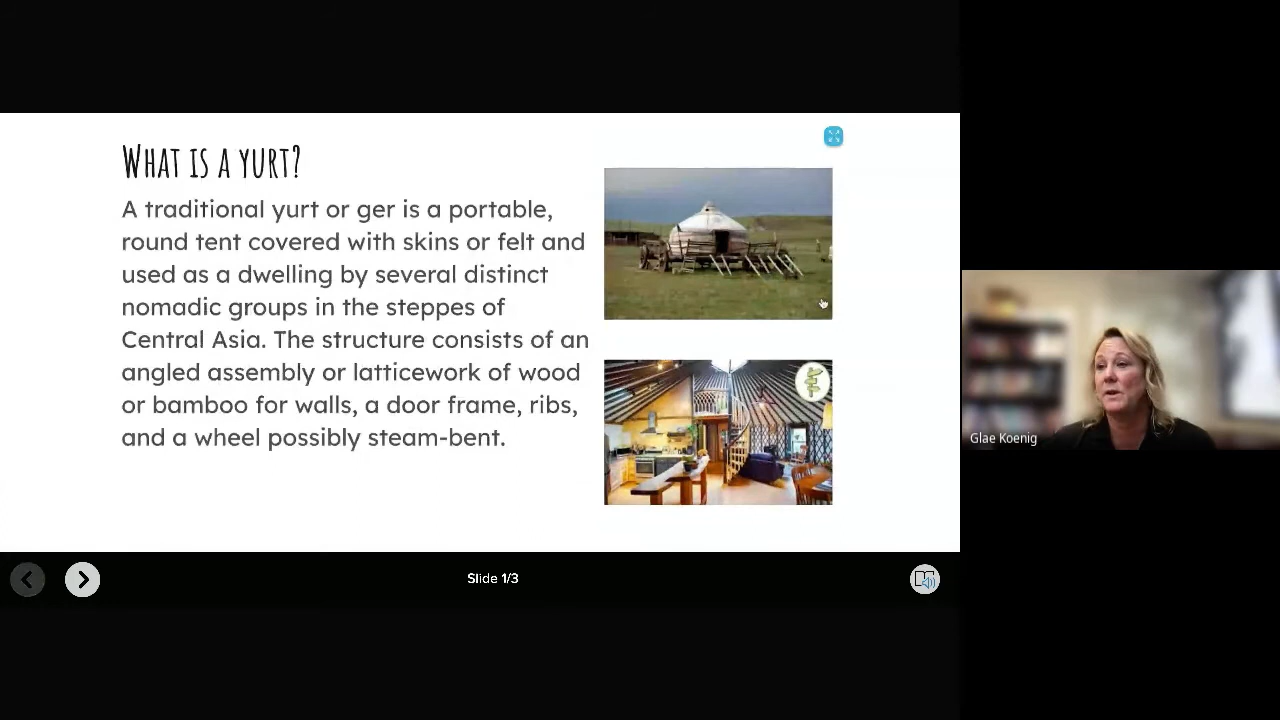 What is a yurt?
A traditional yurt or ger is a portable,
round tent covered with skins or felt and
used as a dwelling by several distinct
nomadic groups in the steppes of
Central Asia. The structure consists of an
angled assembly or latticework of wood
or bamboo for walls, a door frame, ribs,
and a wheel possibly steam-bent.
Glae Koenig
Slide 1/3